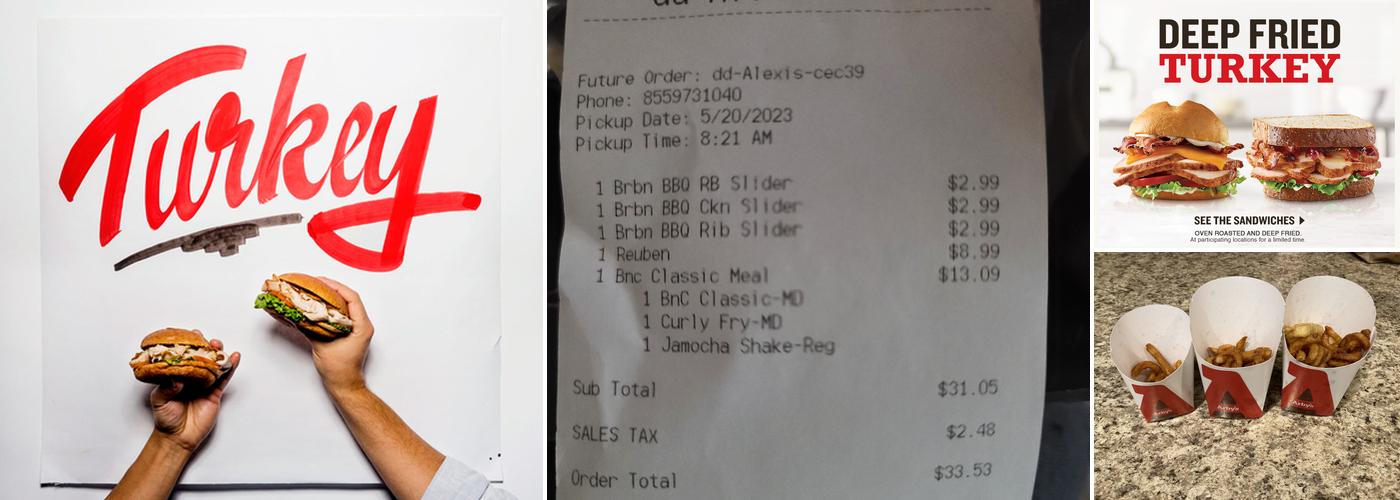 Turkey
Future Order: dd-Alexis-cec39
Phone: 8559731040
Pickup Date: 5/20/2023
Pickup Time: 8:21 AM
1 Brbn BBQ RB Slider $2.99
1 Brbn BBQ Ckn Slider $2.99
1 Brbn BBQ Rib Slider $2.99
1 Reuben $8.99
1 Bnc Classic Meal $13.09
1 BnC Classic-MD
1 Curly Fry-MD
1 Jamocha Shake-Reg
Sub Total $31.05
SALES TAX $2.48
Order Total $33.53
DEEP FRIED
TURKEY
SEE THE SANDWICHES
OVEN ROASTED AND DEEP FRIED.
At participating locations for a limited time.
Arby's
Arby's
Arby's